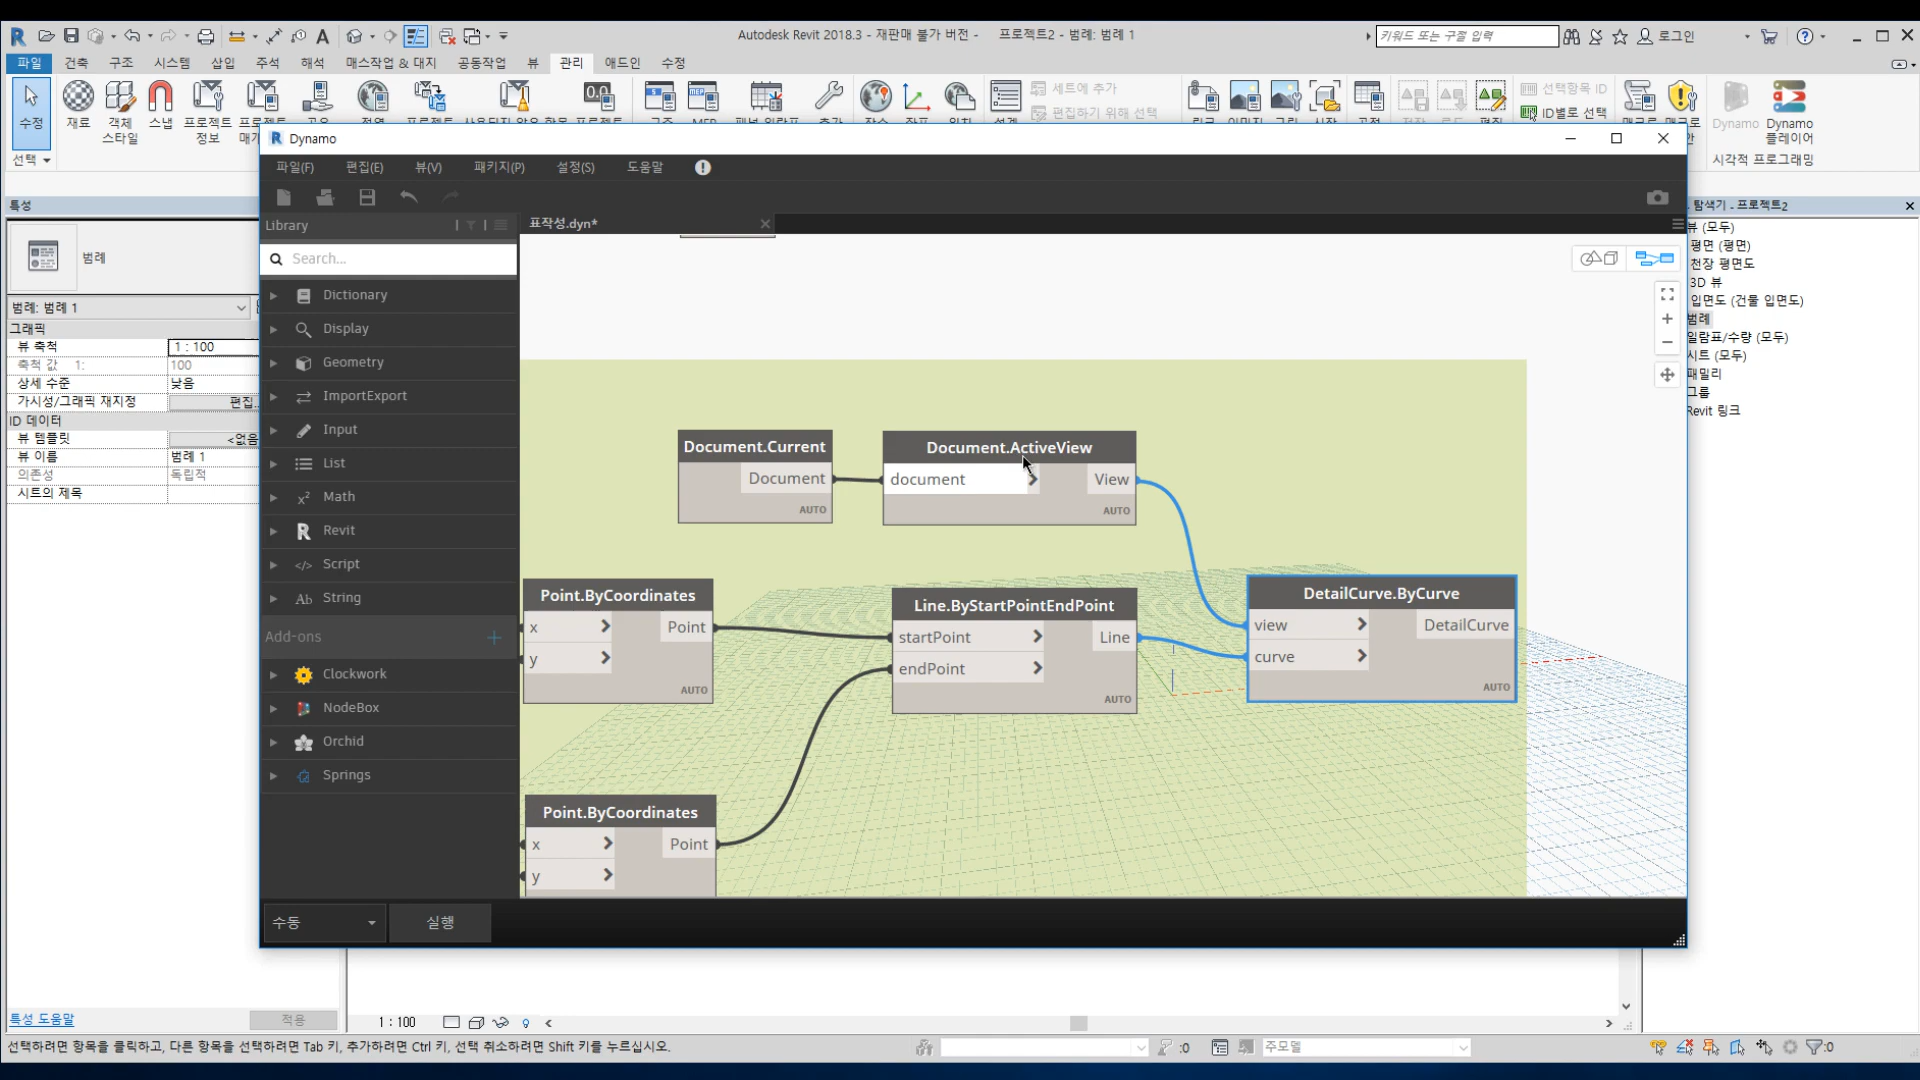 Autodesk Revit 2018.3 - 재판매 불가 버전 - 프로젝트2 - 범례: 범례 1
키워드 또는 구절 입력
로그인
파일 건축 구조 시스템 삽입 주석 해석 매스작업 & 대지 공동작업 뷰 관리 애드인 수정
수정
재료
객체
스타일
스냅
프로젝트
정보
세트에 추가
편집하기 위해 선택
선택항목 ID
ID별로 선택
Dynamo
Dynamo
플레이어
선택
시각적 프로그래밍
Dynamo
파일(F) 편집(E) 뷰(V) 패키지(P) 설정(S) 도움말
특성
범례
범례: 범례 1
그래픽
뷰 축척 1 : 100
축척 값 1: 100
상세 수준 낮음
가시성/그래픽 재지정 편집..
ID 데이터
뷰 템플릿 <없음
뷰 이름 범례 1
의존성 독립적
시트의 제목
특성 도움말
적용
Library
표작성.dyn*
Search...
Dictionary
Display
Geometry
ImportExport
Input
List
Math
Revit
Script
String
Add-ons
Clockwork
NodeBox
Orchid
Springs
Document.Current
Document
AUTO
Document.ActiveView
document View
AUTO
Point.ByCoordinates
x Point
y
AUTO
Line.ByStartPointEndPoint
startPoint Line
endPoint
AUTO
DetailCurve.ByCurve
view DetailCurve
curve
AUTO
Point.ByCoordinates
x Point
y
수동
실행
탐색기 - 프로젝트2
뷰 (모두)
평면 (평면)
천장 평면도
3D 뷰
입면도 (건물 입면도)
범례
일람표/수량 (모두)
시트 (모두)
패밀리
그룹
Revit 링크
1 : 100
선택하려면 항목을 클릭하고, 다른 항목을 선택하려면 Tab 키, 추가하려면 Ctrl 키, 선택 취소하려면 Shift 키를 누르십시오.
:0
주모델
:0